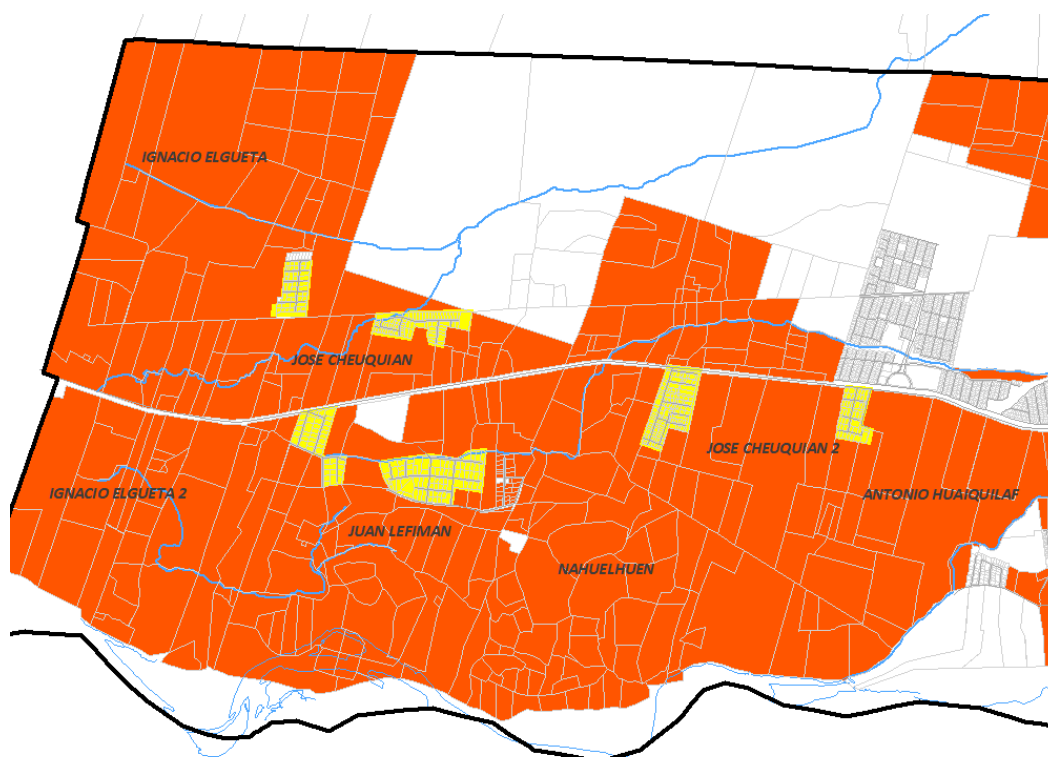 IGNACIO ELGUETA
JOSE CHEUQUIAN
JOSE CHEUQUIAN 2
IGNACIO ELGUETA 2
ANTONIO HUAIQUILAF
JUAN LEFIMAN
NAHUELHUEN